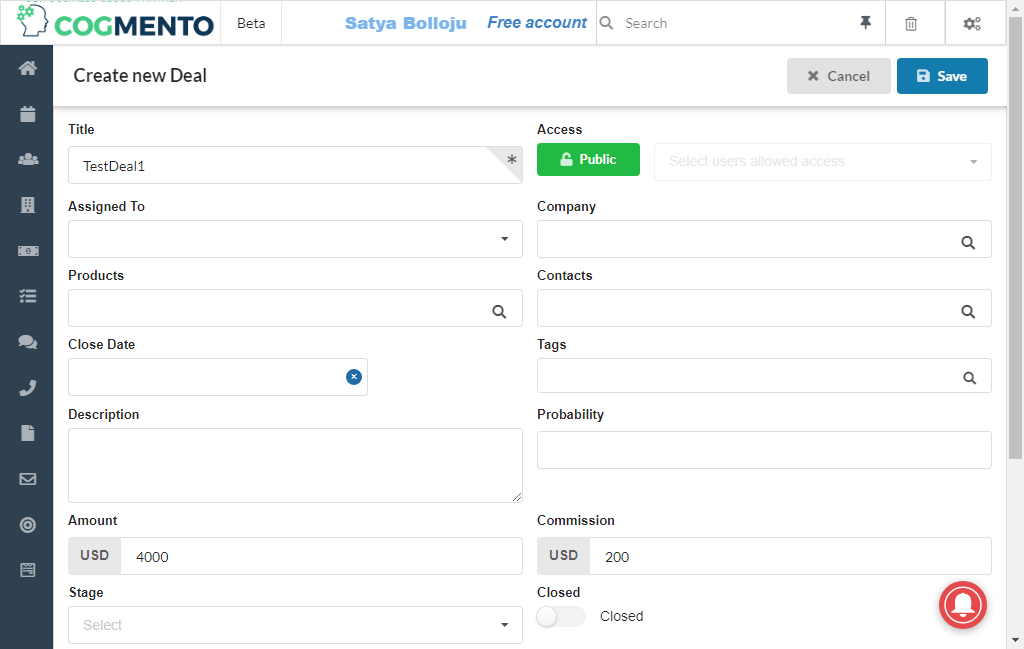 COGMENTO
Beta
Satya Bolloju
Free account
Search
Create new Deal
Cancel
Save
Title
Access
TestDeal1
*
Public
Select users allowed access
Assigned To
Company
Products
Contacts
Close Date
Tags
Description
Probability
Amount
Commission
USD
4000
USD
200
Stage
Closed
Select
Closed